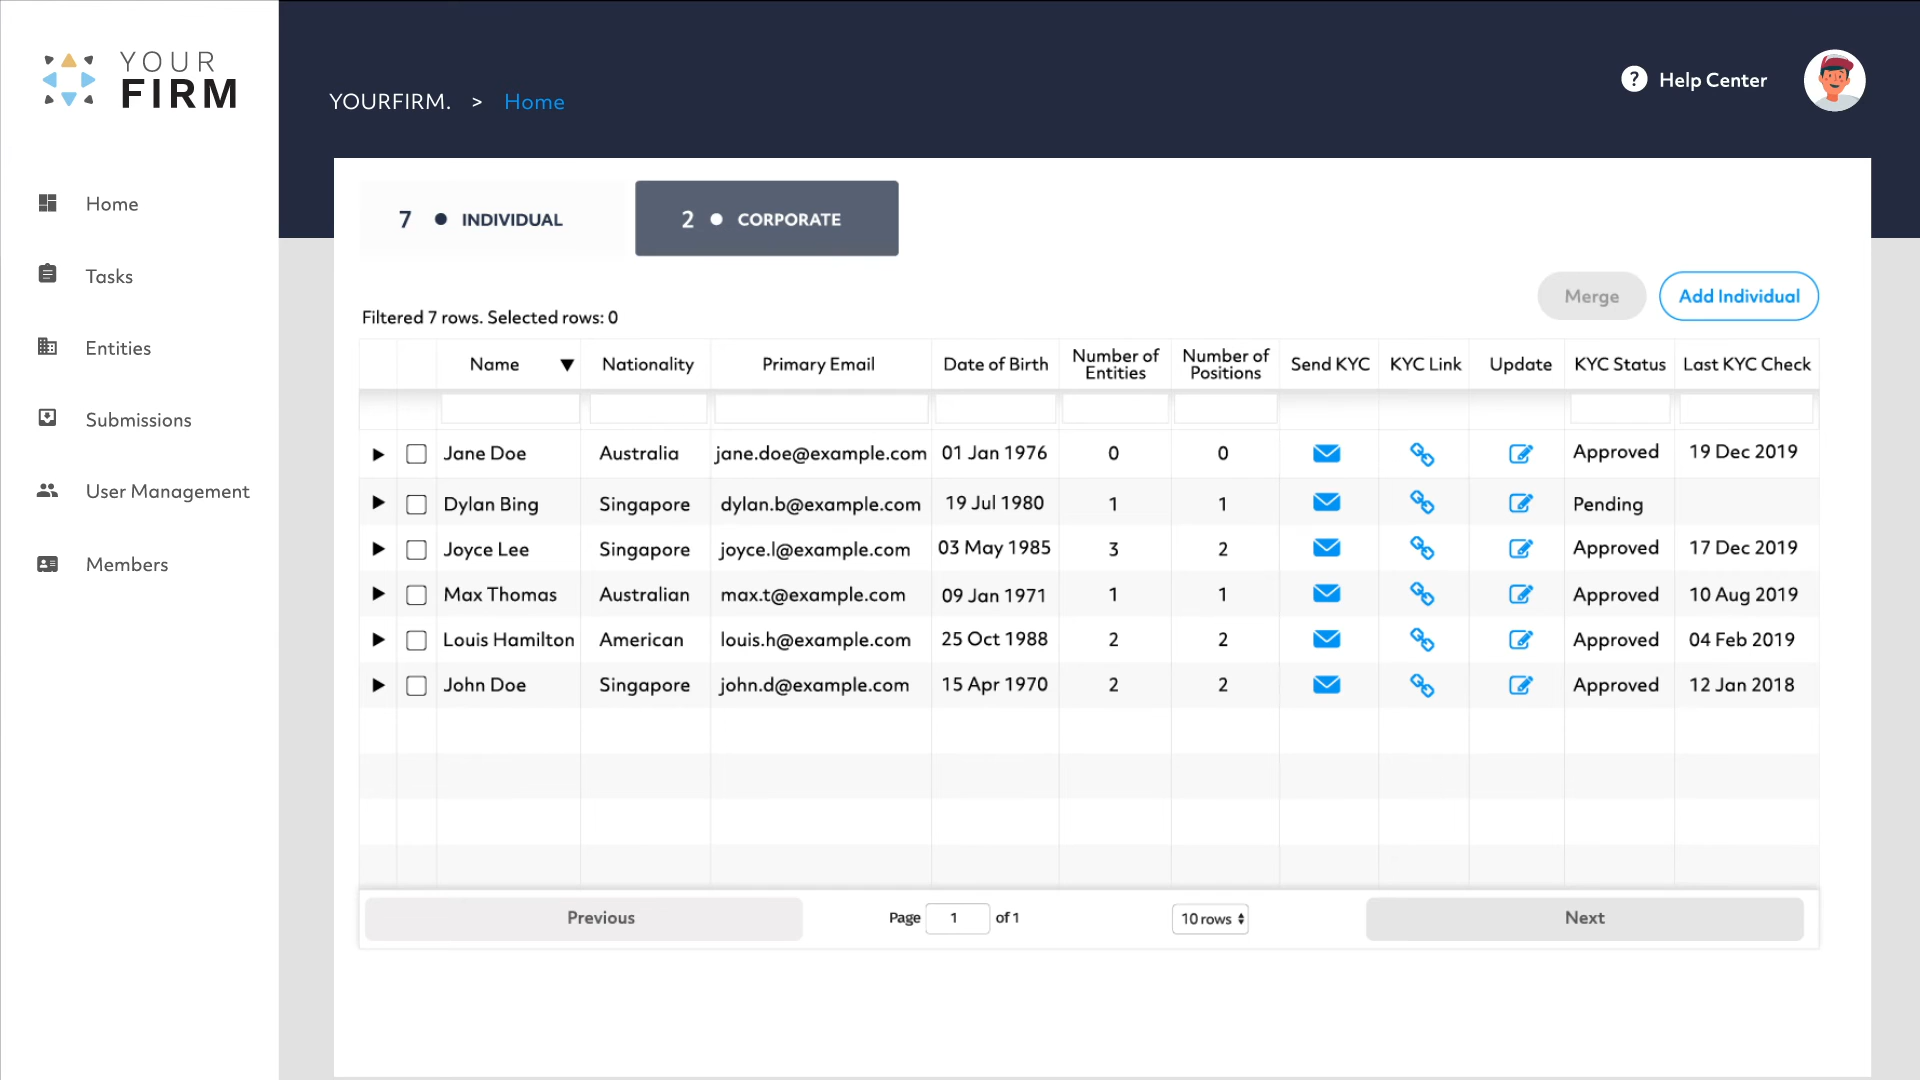 YOUR
FIRM
YOURFIRM. > Home
? Help Center
Home
Tasks
Entities
Submissions
User Management
Members
7 INDIVIDUAL
2 CORPORATE
Merge
Add Individual
Filtered 7 rows. Selected rows: 0
Name Nationality Primary Email Date of Birth Number of Entities Number of Positions Send KYC KYC Link Update KYC Status Last KYC Check
Jane Doe Australia jane.doe@example.com 01 Jan 1976 0 0 Approved 19 Dec 2019
Dylan Bing Singapore dylan.b@example.com 19 Jul 1980 1 1 Pending
Joyce Lee Singapore joyce.l@example.com 03 May 1985 3 2 Approved 17 Dec 2019
Max Thomas Australian max.t@example.com 09 Jan 1971 1 1 Approved 10 Aug 2019
Louis Hamilton American louis.h@example.com 25 Oct 1988 2 2 Approved 04 Feb 2019
John Doe Singapore john.d@example.com 15 Apr 1970 2 2 Approved 12 Jan 2018
Previous Page 1 of 1 10 rows Next